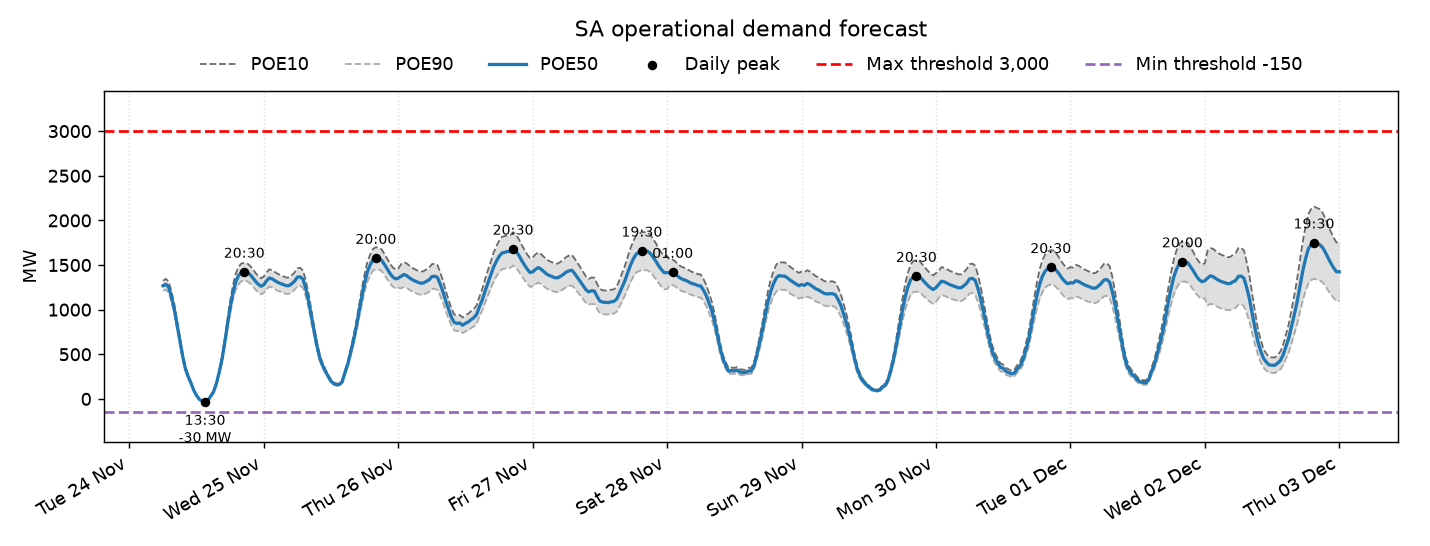 SA operational demand forecast
POE10 POE90 POE50 Daily peak Max threshold 3,000 Min threshold -150
MW
3000
2500
2000
1500
1000
500
0
20:30
20:00
20:30
19:30
01:00
20:30
20:30
20:00
19:30
13:30
-30 MW
Tue 24 Nov
Wed 25 Nov
Thu 26 Nov
Fri 27 Nov
Sat 28 Nov
Sun 29 Nov
Mon 30 Nov
Tue 01 Dec
Wed 02 Dec
Thu 03 Dec